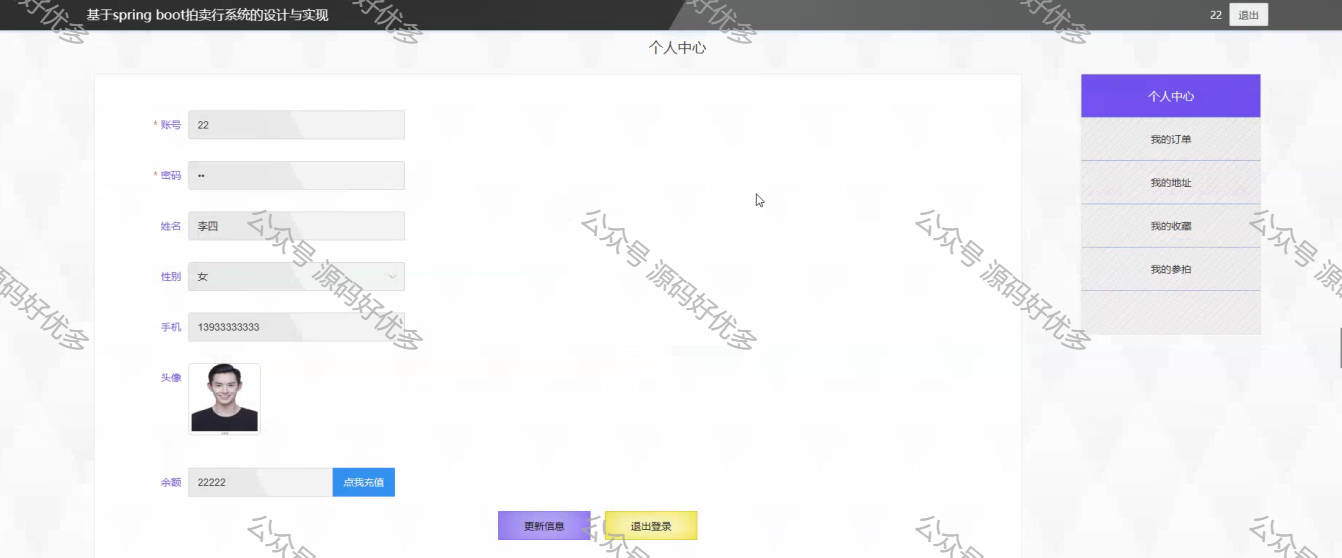 基于spring boot拍卖行系统的设计与实现
22 退出
个人中心
* 账号 22
* 密码 ••
姓名 李四
性别 女
手机 13933333333
头像
余额 22222 点我充值
更新信息 退出登录
个人中心
我的订单
我的地址
我的收藏
我的参拍
公众号 源码好优多
公众号 源码好优多
公众号 源码好优多